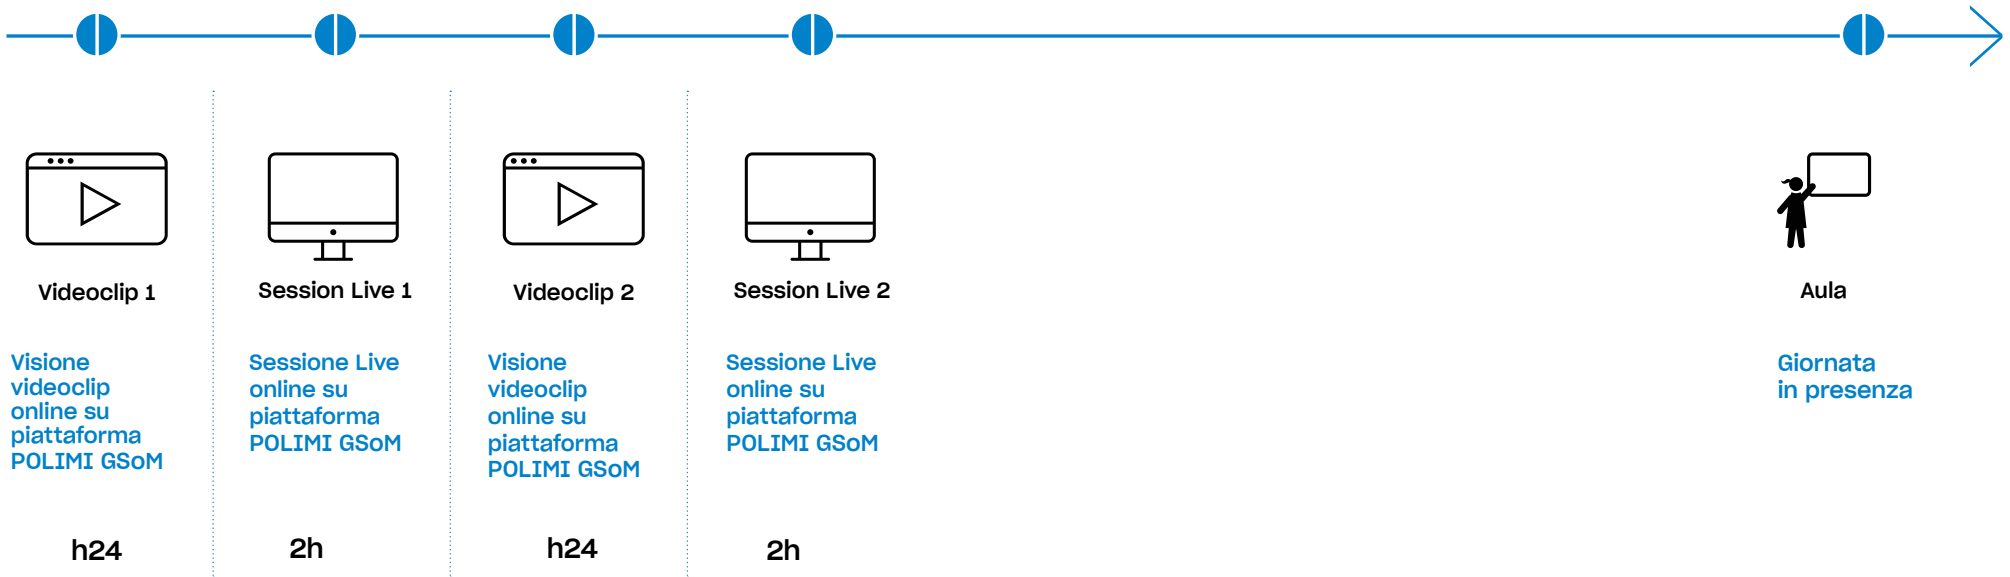 Videoclip 1
Visione
videoclip
online su
piattaforma
POLIMI GSoM
h24
Session Live 1
Sessione Live
online su
piattaforma
POLIMI GSoM
2h
Videoclip 2
Visione
videoclip
online su
piattaforma
POLIMI GSoM
h24
Session Live 2
Sessione Live
online su
piattaforma
POLIMI GSoM
2h
Aula
Giornata
in presenza